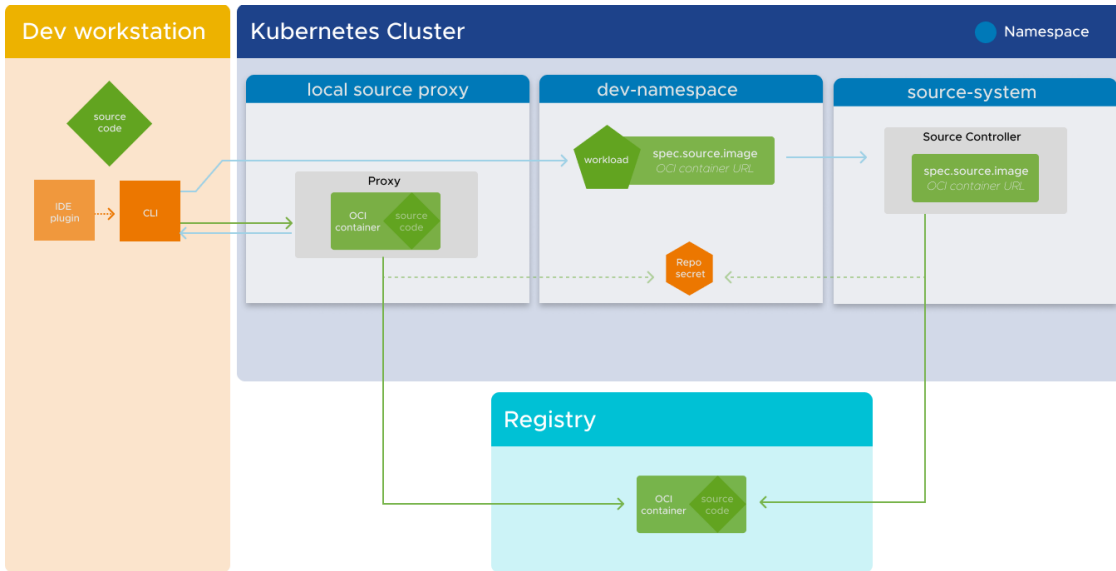 Dev workstation
Kubernetes Cluster
Namespace
local source proxy
dev-namespace
source-system
source
code
IDE
plugin
CLI
Proxy
OCI
container
source
code
workload
spec.source.image
OCI container URL
Source Controller
spec.source.image
OCI container URL
Repo
secret
Registry
OCI
container
source
code